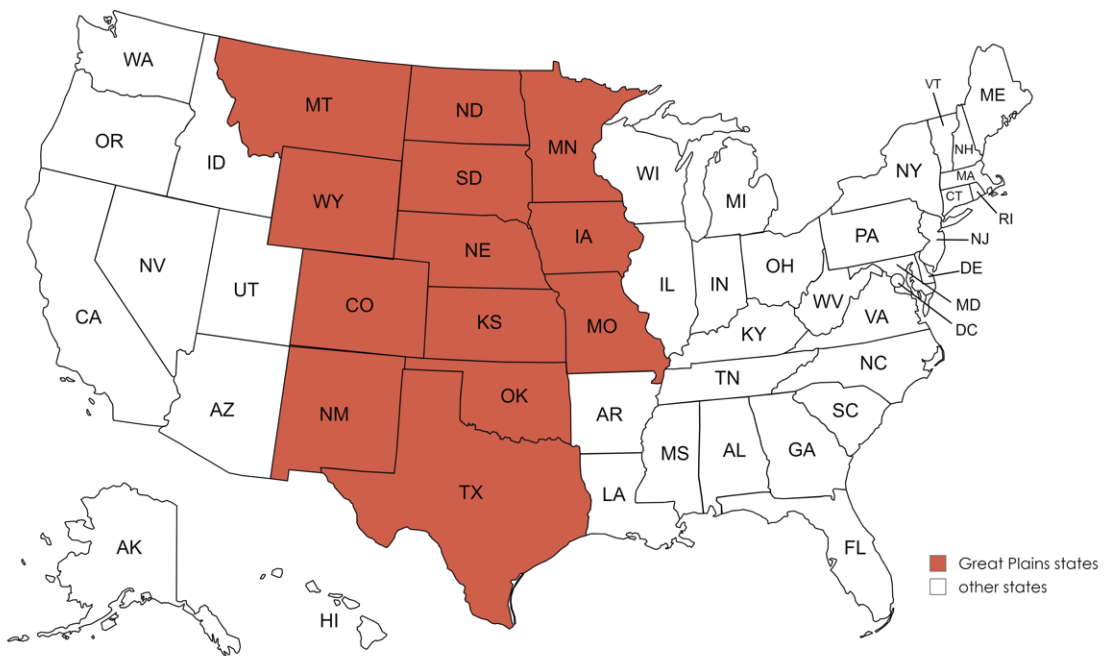 WA
MT
ND
MN
VT
ME
OR
ID
SD
WI
NY
NH
MA
CT
RI
WY
MI
NE
IA
PA
NJ
NV
UT
CO
IL
IN
OH
DE
CA
KS
MO
WV
MD
VA
DC
KY
AZ
NM
OK
AR
TN
NC
SC
TX
MS
AL
GA
LA
AK
HI
FL
Great Plains states
other states